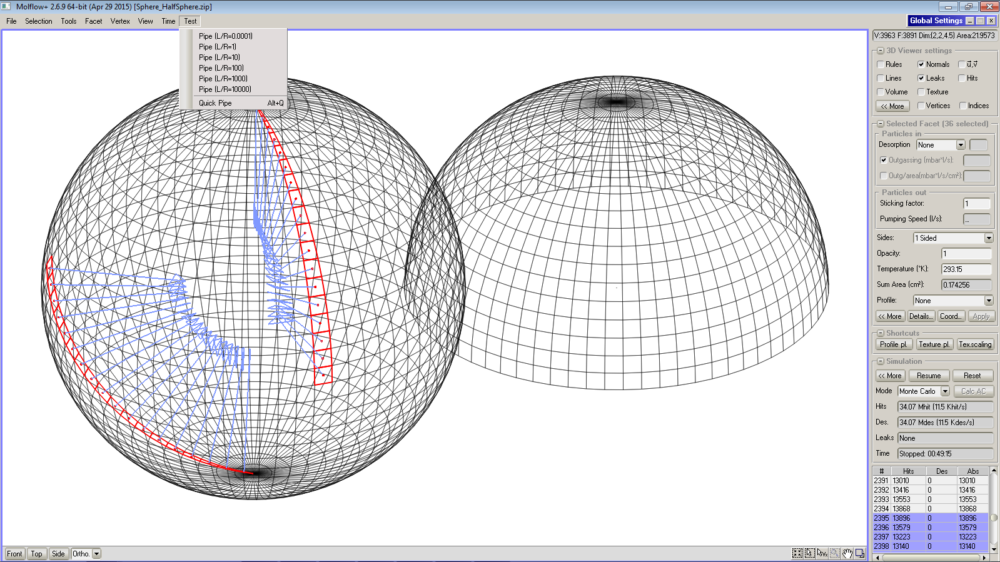 Molflow+ 2.6.9 64-bit (Apr 29 2015) [Sphere_HalfSphere.zip]
File Selection Tools Facet Vertex View Time Test
Pipe (L/R=0.0001)
Pipe (L/R=1)
Pipe (L/R=10)
Pipe (L/R=100)
Pipe (L/R=1000)
Pipe (L/R=10000)
Quick Pipe Alt+Q
Global Settings
V:3963 F:3891 Dim:(2,2,4.5) Area:21.9573
3D Viewer settings
Rules Normals u,v
Lines Leaks Hits
Volume Texture
<< More Vertices Indices
Selected Facet (36 selected)
Particles in
Desorption None
Outgassing (mbar*l/s):
Outg/area(mbar*l/s/cm²):
Particles out
Sticking factor: 1
Pumping Speed (l/s): ...
Sides: 1 Sided
Opacity: 1
Temperature (°K): 293.15
Sum Area (cm²): 0.174256
Profile: None
<< More Details... Coord... Apply
Shortcuts
Profile pl. Texture pl. Tex.scaling
Simulation
<< More Resume Reset
Mode Monte Carlo Calc AC
Hits 34.07 Mhit (11.5 Khit/s)
Des. 34.07 Mdes (11.5 Kdes/s)
Leaks None
Time Stopped: 00:49:15
# Hits Des Abs
2391 13010 0 13010
2392 13416 0 13416
2393 13553 0 13553
2394 13868 0 13868
2395 13896 0 13896
2396 13579 0 13579
2397 13223 0 13223
2398 13140 0 13140
Front Top Side Ortho.